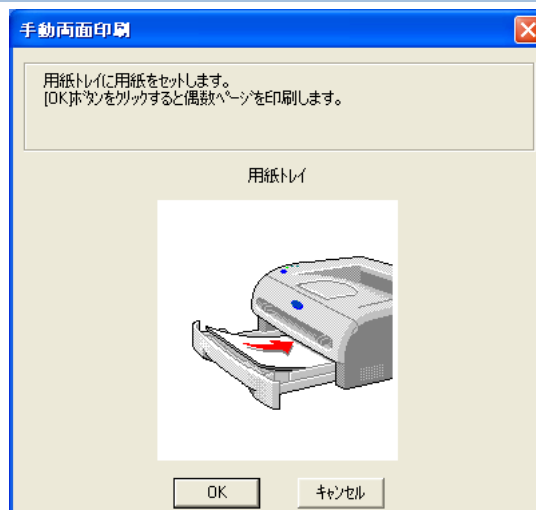 手動両面印刷
用紙ﾄﾚｲに用紙をｾｯﾄします。
[OK]ﾎﾞﾀﾝをｸﾘｯｸすると偶数ﾍﾟｰｼﾞを印刷します。
用紙ﾄﾚｲ
OK
ｷｬﾝｾﾙ